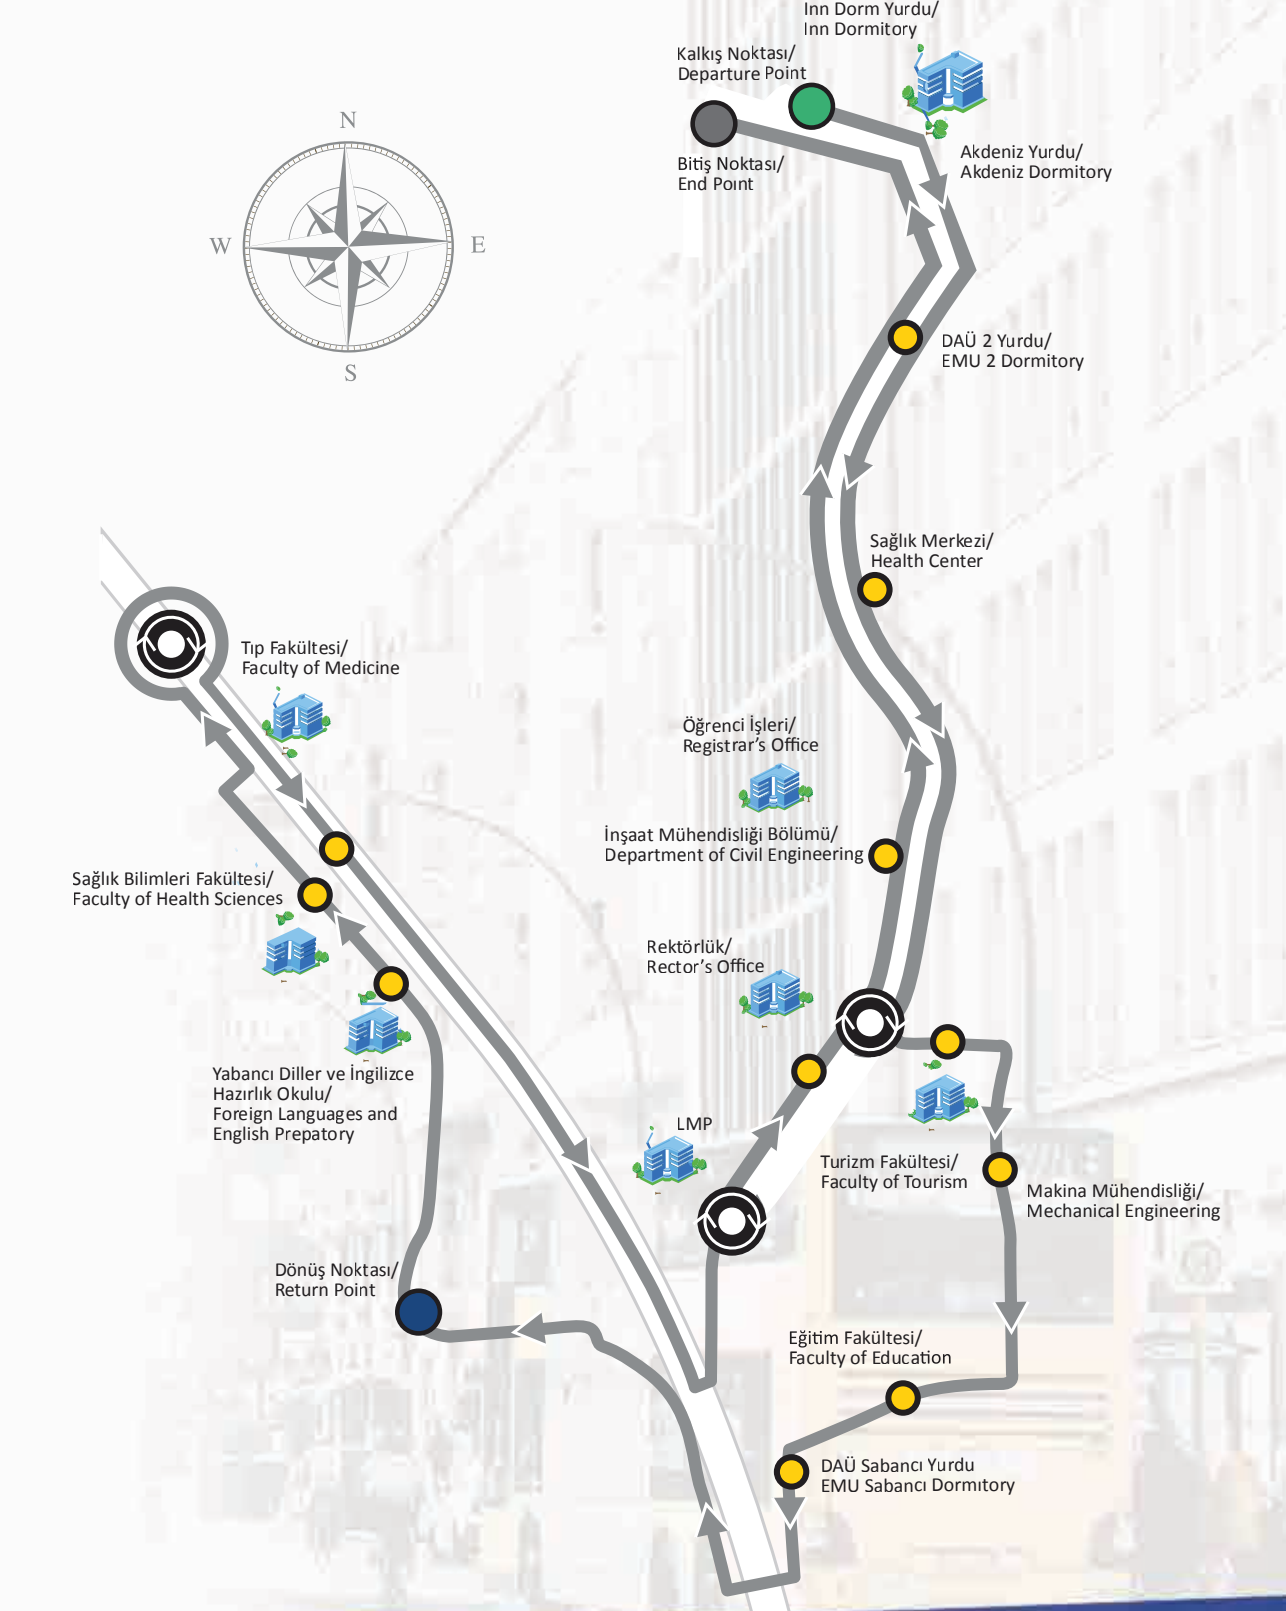 Inn Dorm Yurdu/
Inn Dormitory
Kalkış Noktası/
Departure Point
N
Bitiş Noktası/
End Poınt
Akdeniz Yurdu/
Akdeniz Dormitory
W
E
S
DAÜ 2 Yurdu/
EMU 2 Dormitory
Sağlık Merkezi/
Health Center
Tıp Fakültesi/
Faculty of Medicine
Öğrenci İşleri/
Registrar's Office
İnşaat Mühendisliği Bölümü/
Department of Civil Engineering
Sağlık Bilimleri Fakültesi/
Faculty of Health Sciences
Rektörlük/
Rector's Office
Yabancı Diller ve İngilizce
Hazırlık Okulu/
Foreign Languages and
English Prepatory
LMP
Turizm Fakültesi/
Faculty of Tourism
Makina Mühendisliği/
Mechanical Engineering
Dönüş Noktası/
Return Point
Eğitim Fakültesi/
Faculty of Education
DAÜ Sabancı Yurdu
EMU Sabancı Dormıtory